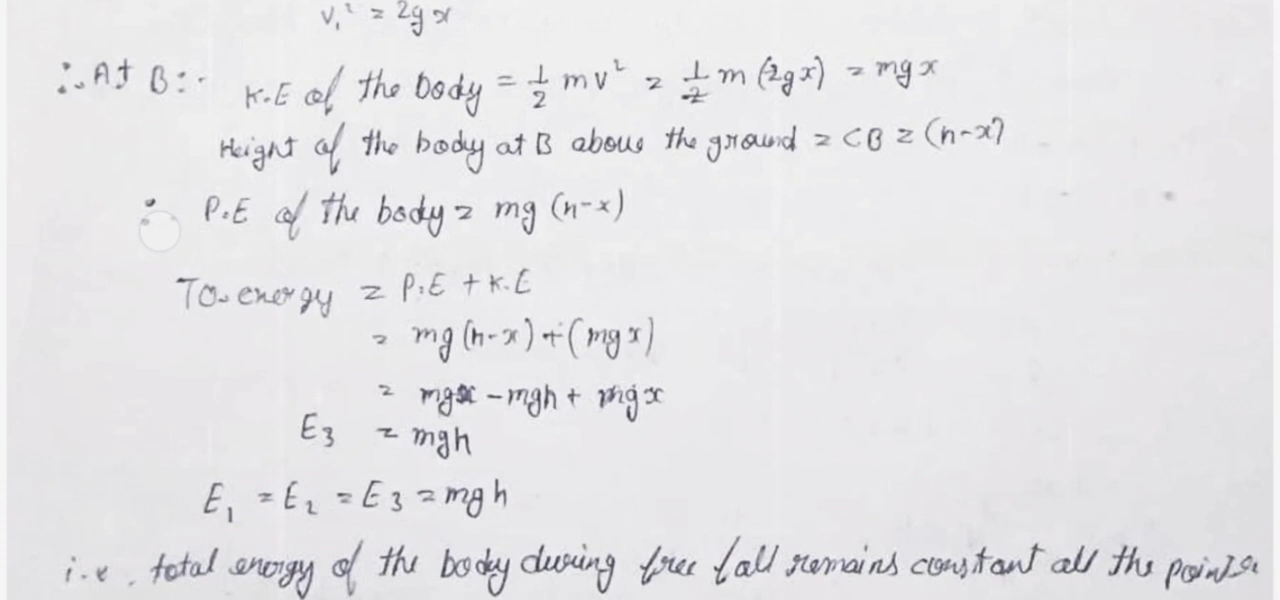 v₁² = 2gx
∴ At B:- K.E of the body = 1/2 mv² = 1/2 m (2gx) = mgx
Height of the body at B above the ground = CB = (h-x)
∴ P.E of the body = mg (h-x)
To. energy = P.E + K.E
= mg (h-x) + (mgx)
= mgx - mgh + mgx
E₃ = mgh
E₁ = E₂ = E₃ = mgh
i.e. total energy of the body during free fall remains constant all the points